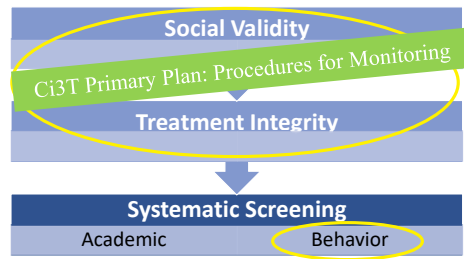 Social Validity
Ci3T Primary Plan: Procedures for Monitoring
Treatment Integrity
Systematic Screening
Academic Behavior